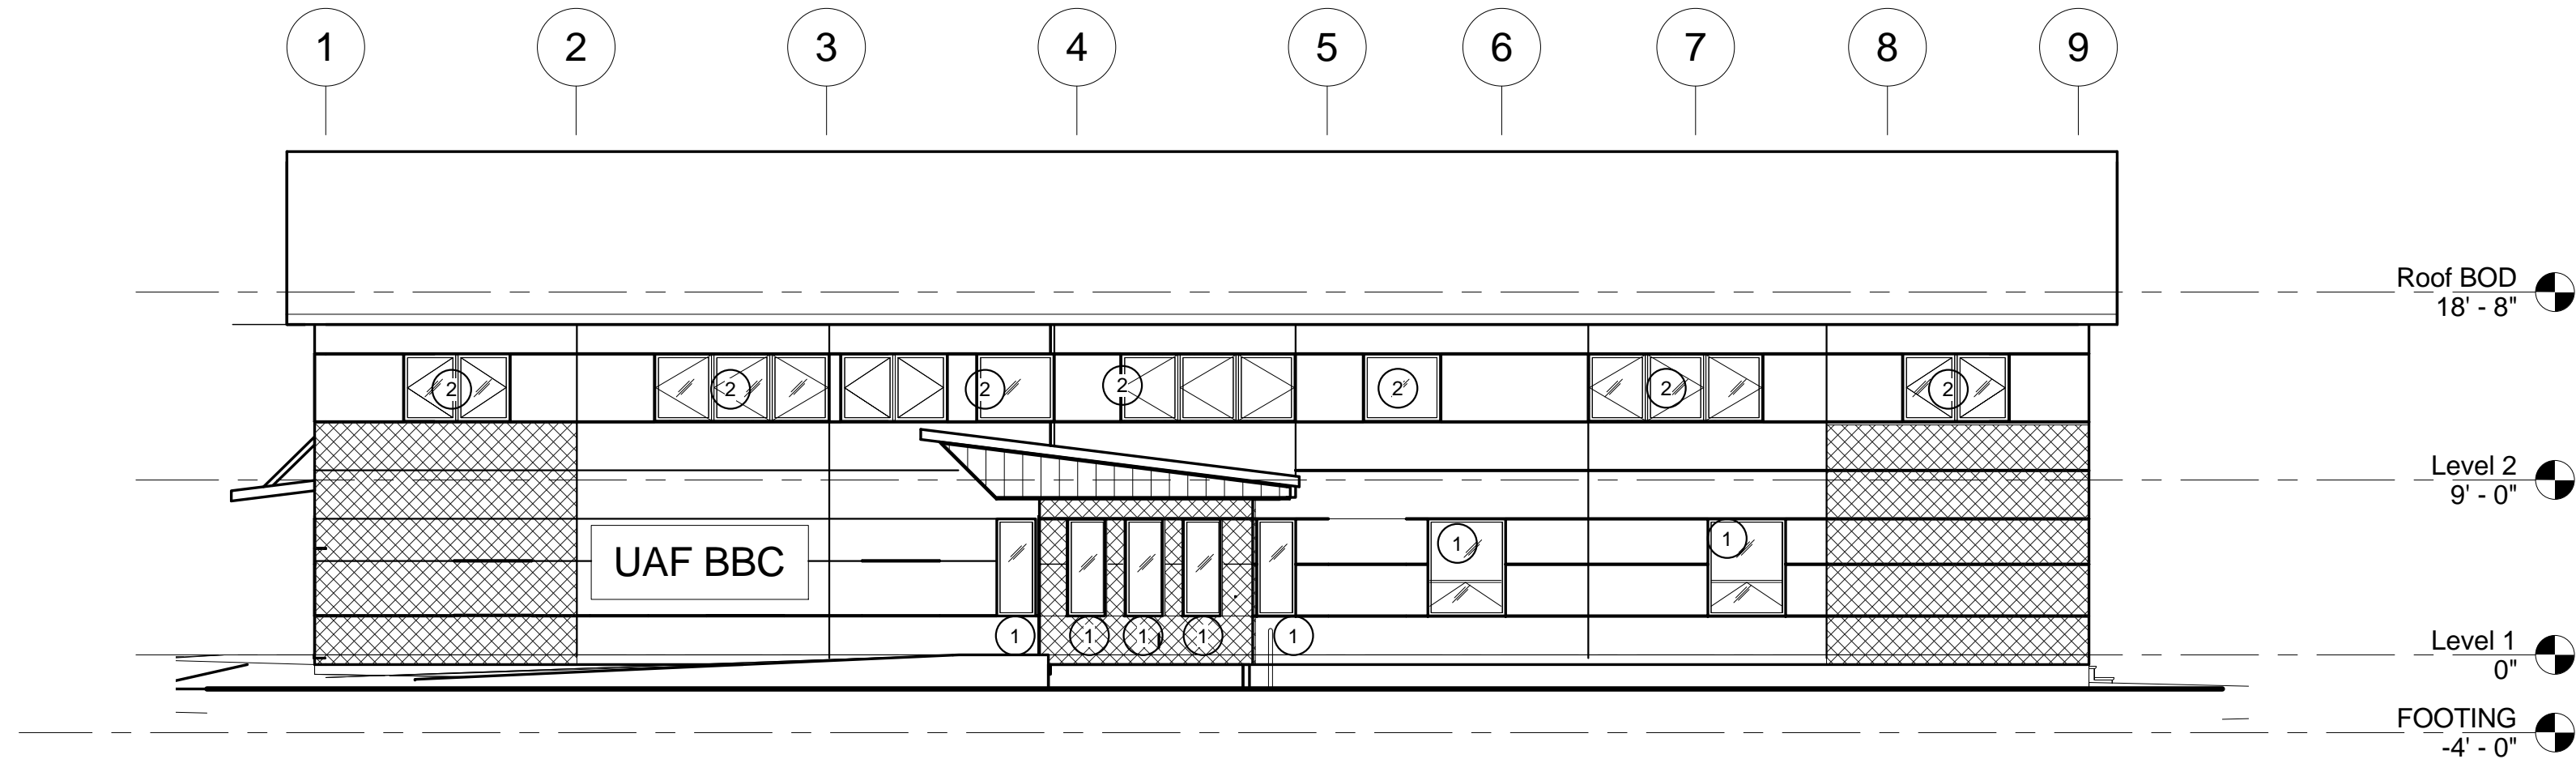 1 2 3 4 5 6 7 8 9
Roof BOD
18' - 8"
2 2 2 2 2 2 2
Level 2
9' - 0"
1 1
UAF BBC
1 1 1 1 1
Level 1
0"
FOOTING
-4' - 0"